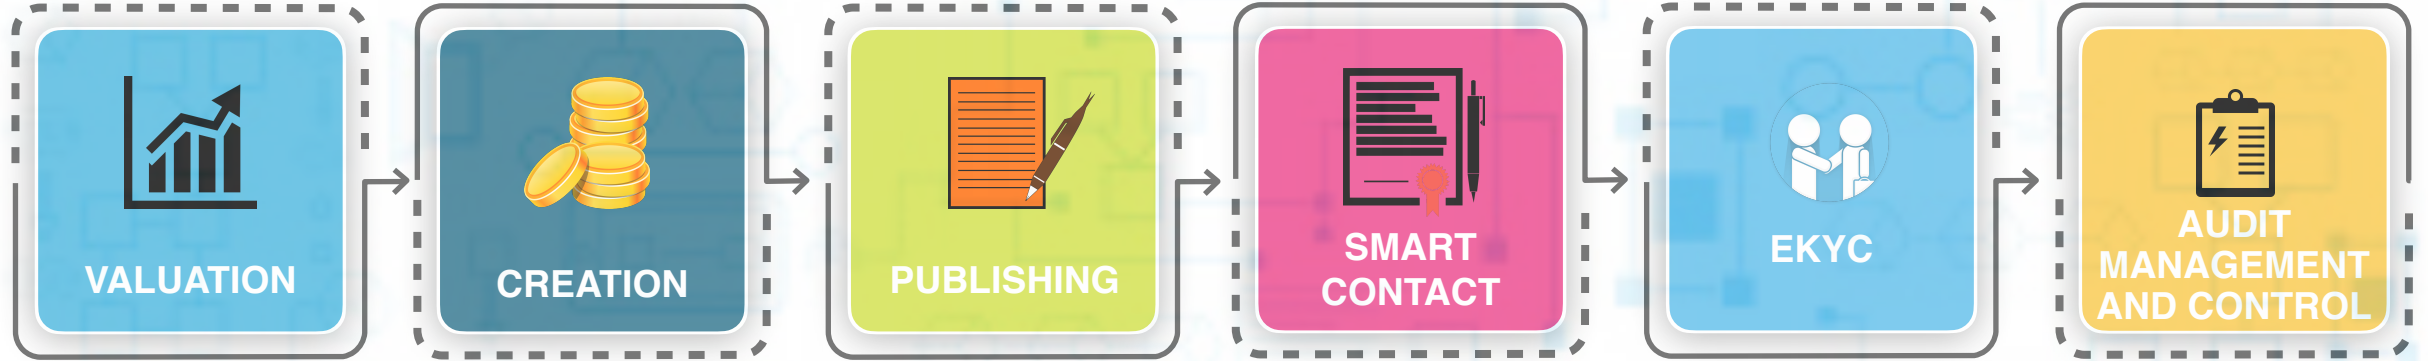 VALUATION
CREATION
PUBLISHING
SMART
CONTACT
EKYC
AUDIT
MANAGEMENT
AND CONTROL